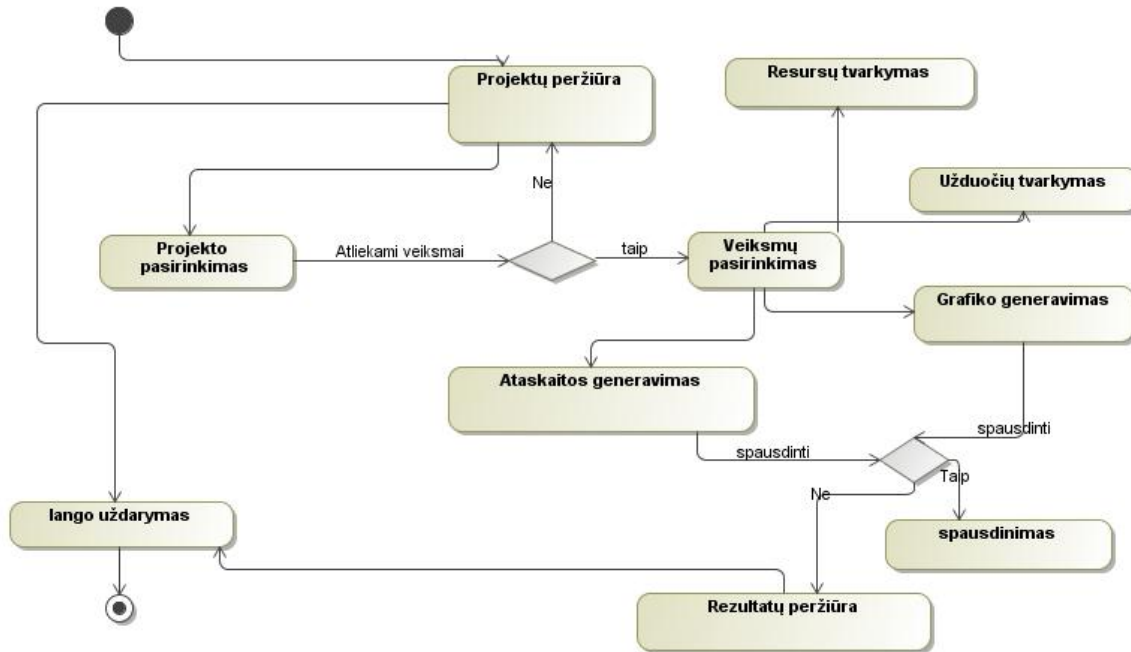 Projektų peržiūra
Resursų tvarkymas
Ne
Užduočių tvarkymas
Projekto
pasirinkimas
Atliekami veiksmai
taip
Veiksmų
pasirinkimas
Grafiko generavimas
Ataskaitos generavimas
spausdinti
spausdinti
Taip
Ne
lango uždarymas
spausdinimas
Rezultatų peržiūra